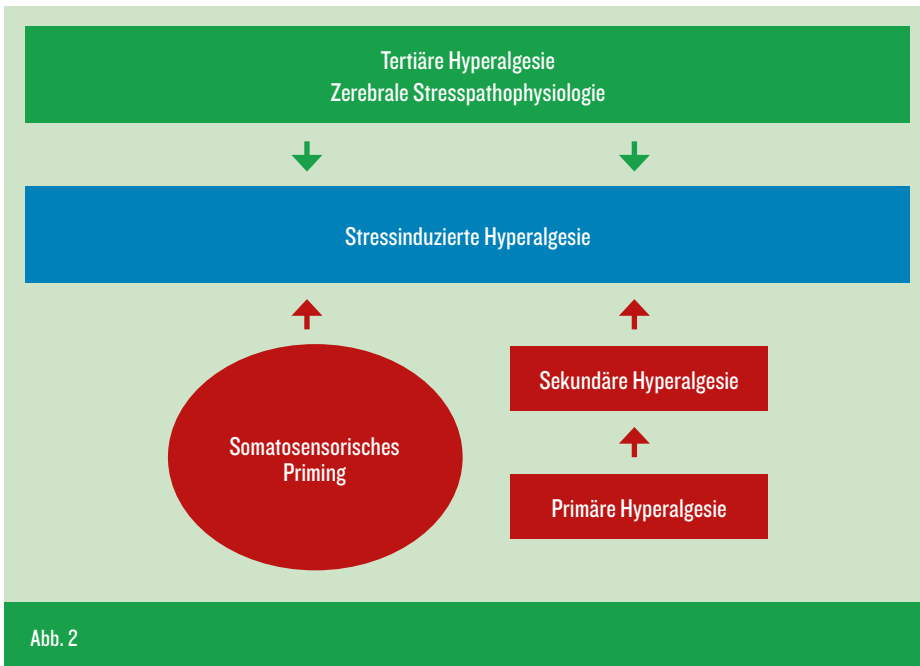 Tertiäre Hyperalgesie
Zerebrale Stresspathophysiologie
Stressinduzierte Hyperalgesie
Somatosensorisches
Priming
Sekundäre Hyperalgesie
Primäre Hyperalgesie
Abb. 2